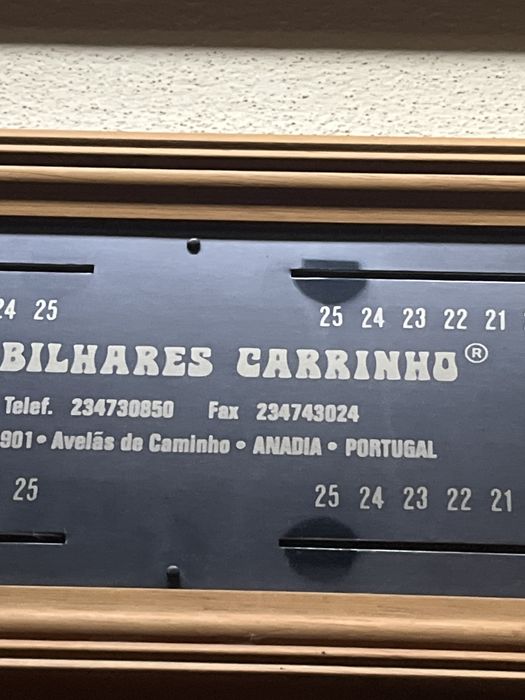 24 25 25 24 23 22 21
BILHARES CARRINHO®
Telef. 234730850 Fax 234743024
901 • Avelãs de Caminho • ANADIA • PORTUGAL
25 25 24 23 22 21